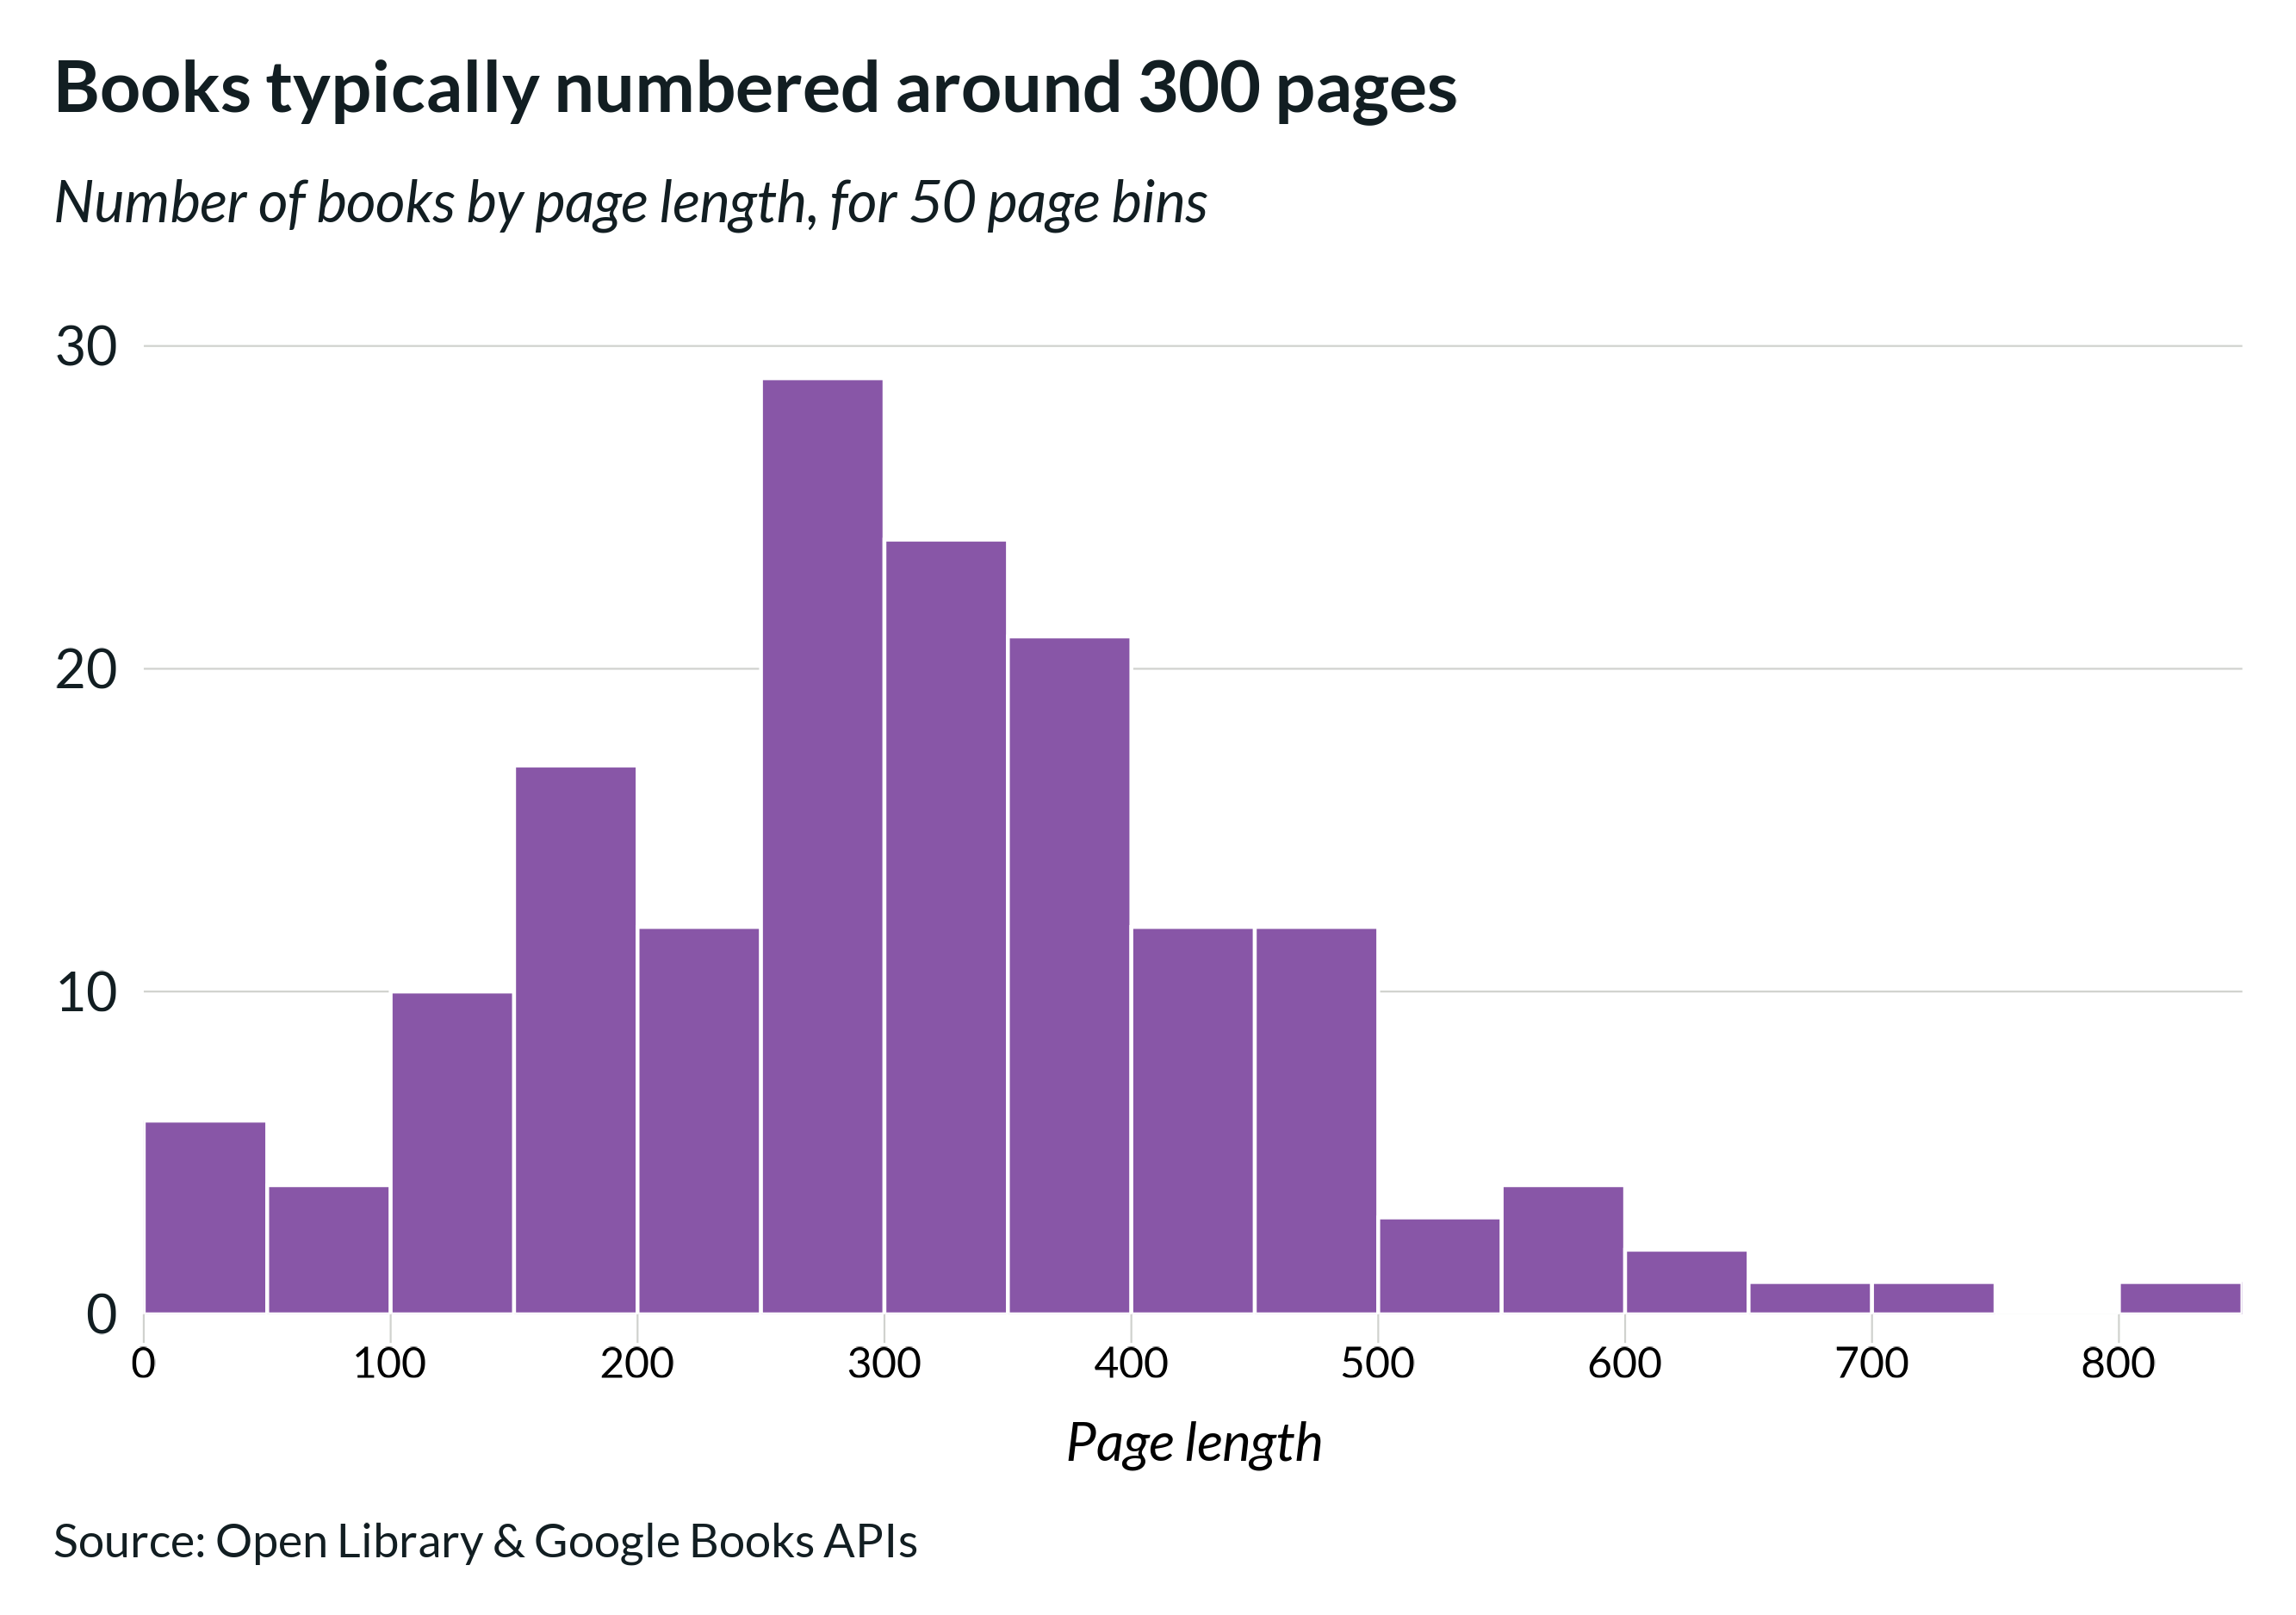 Books typically numbered around 300 pages
Number of books by page length, for 50 page bins
30
20
10
0
0 100 200 300 400 500 600 700 800
Page length
Source: Open Library & Google Books APIs